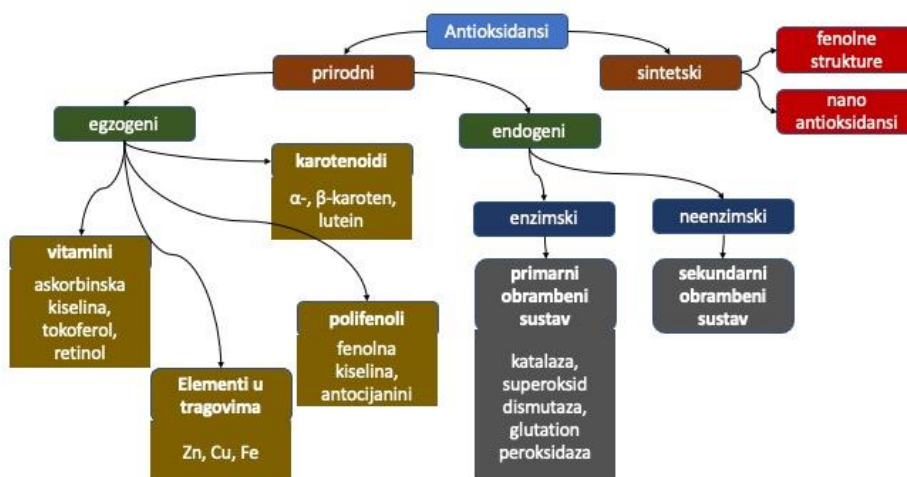 Antioksidansi
prirodni
sintetski
fenolne
strukture
nano
antioksidansi
egzogeni
endogeni
karotenoidi
α-, β-karoten,
lutein
enzimski
neenzimski
vitamini
askorbinska
kiselina,
tokoferol,
retinol
Elementi u
tragovima
Zn, Cu, Fe
polifenoli
fenolna
kiselina,
antocijanini
primarni
obrambeni
sustav
katalaza,
superoksid
dismutaza,
glutation
peroksidaza
sekundarni
obrambeni
sustav